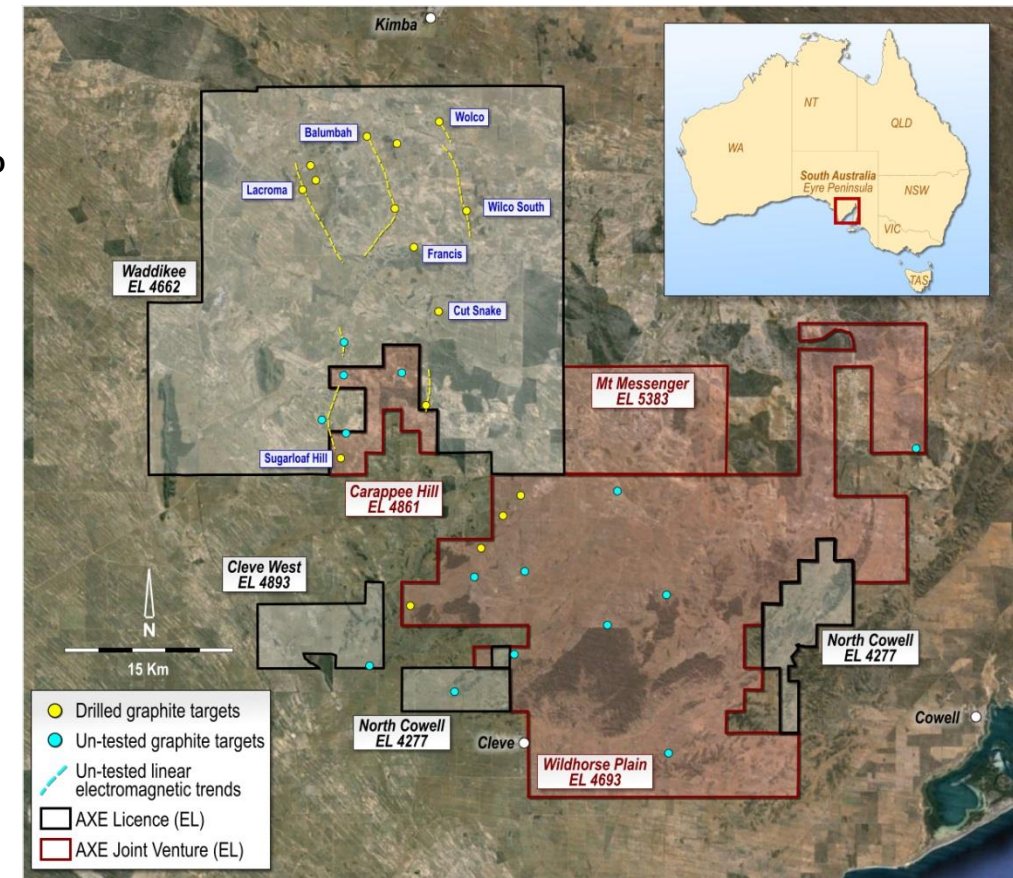 Kimba
Wolco
Balumbah
Lacroma
Wilco South
Francis
Waddikee
EL 4662
Cut Snake
Mt Messenger
EL 5383
Sugarloaf Hill
Carappee Hill
EL 4861
Cleve West
EL 4893
N
15 Km
North Cowell
EL 4277
North Cowell
EL 4277
Cleve
Cowell
Wildhorse Plain
EL 4693
NT
QLD
WA
South Australia
Eyre Peninsula
NSW
VIC
TAS
Drilled graphite targets
Un-tested graphite targets
Un-tested linear
electromagnetic trends
AXE Licence (EL)
AXE Joint Venture (EL)